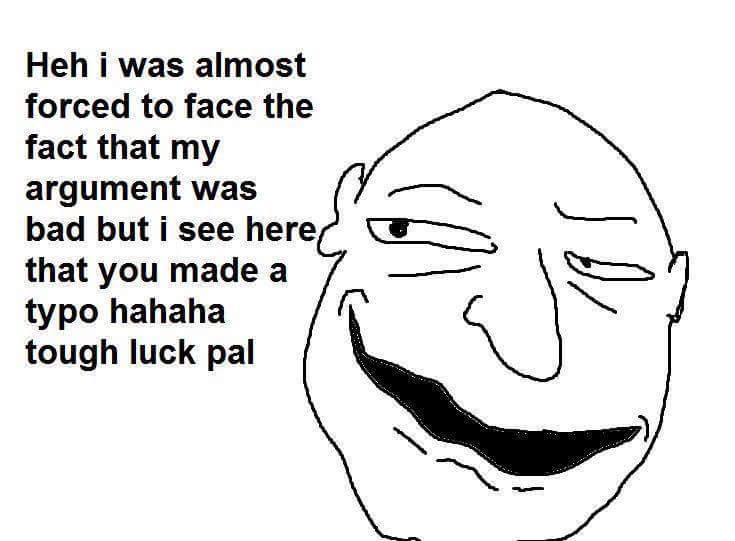 Heh i was almost
forced to face the
fact that my
argument was
bad but i see here
that you made a
typo hahaha
tough luck pal